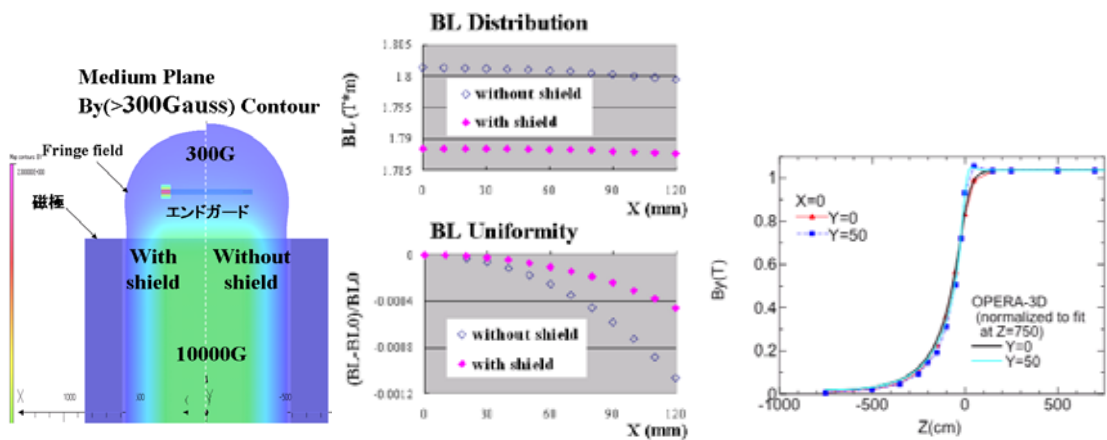 Medium Plane
By(>300Gauss) Contour
Fringe field
300G
磁極
エンドガード
With
shield
Without
shield
10000G
X
1000
Y
-500
BL Distribution
BL (T*m)
1.805
1.8
1.795
1.79
1.785
without shield
with shield
0 30 60 90 120
X (mm)
BL Uniformity
(BL-BL0)/BL0
0
-0.0004
-0.0008
-0.0012
without shield
with shield
0 30 60 90 120
X (mm)
By(T)
1
0.8
0.6
0.4
0.2
0
X=0
Y=0
Y=50
OPERA-3D
(normalized to fit
at Z=750)
Y=0
Y=50
-1000 -500 0 500
Z(cm)